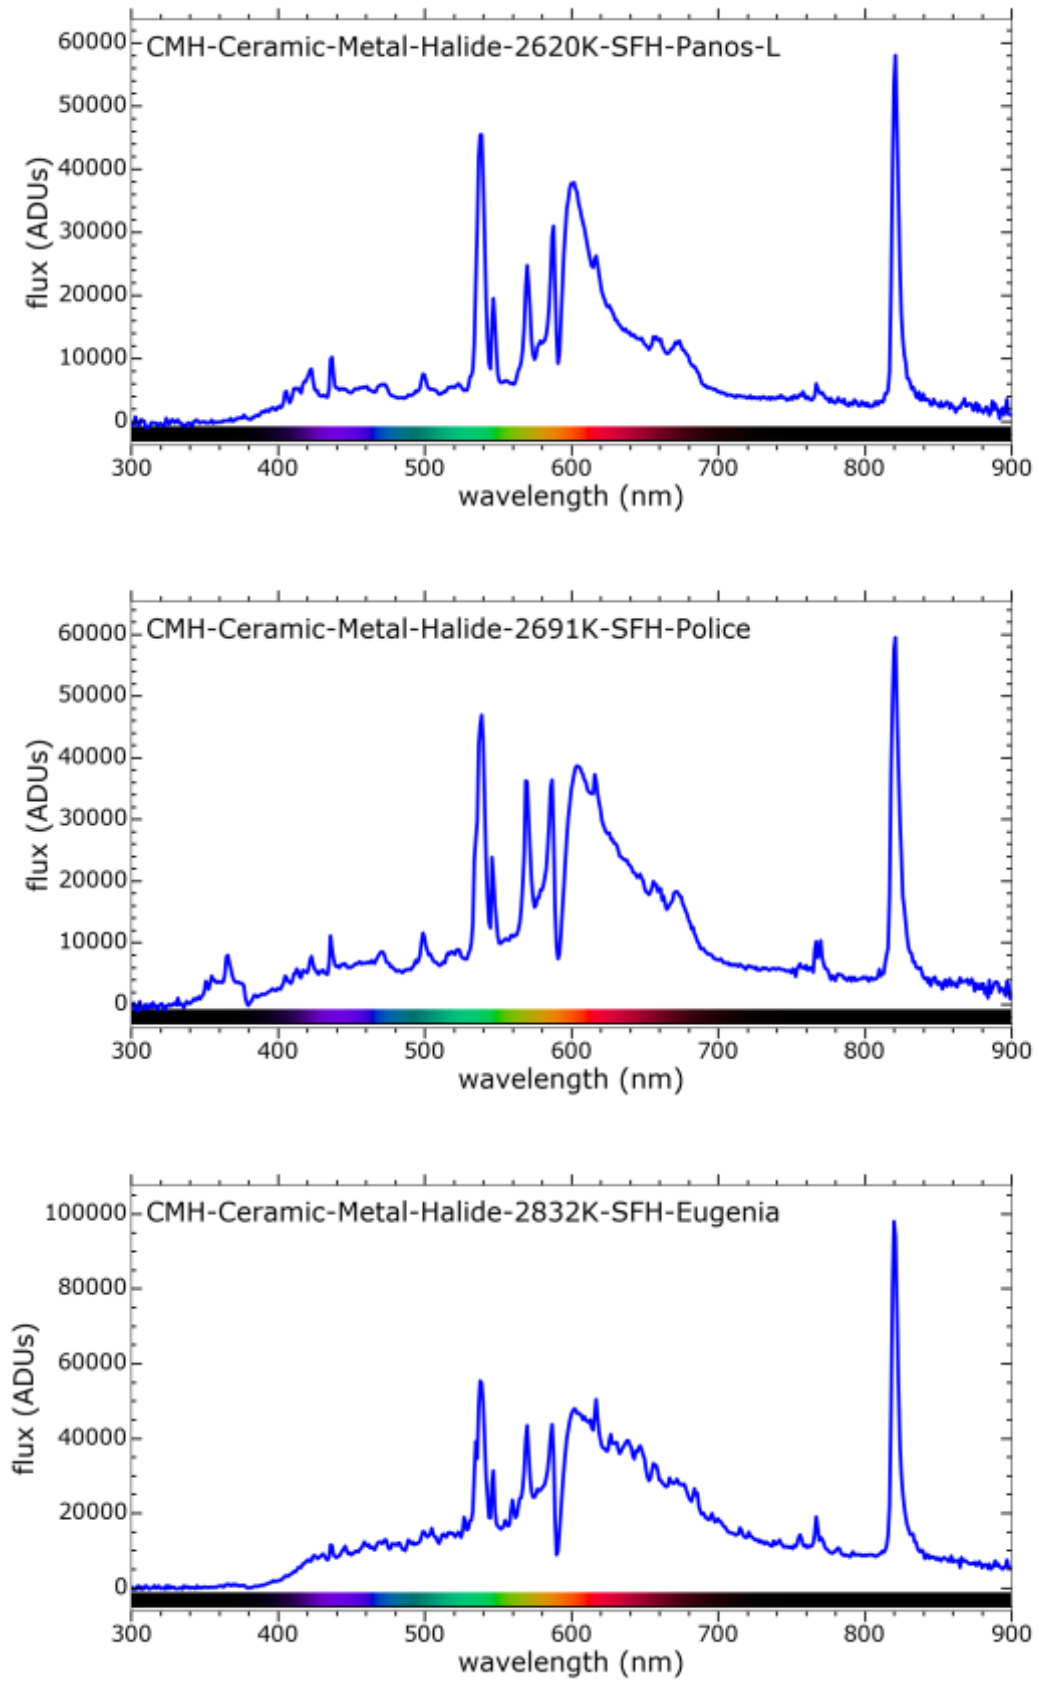 CMH-Ceramic-Metal-Halide-2620K-SFH-Panos-L
60000
50000
40000
30000
20000
10000
0
flux (ADUs)
300 400 500 600 700 800 900
wavelength (nm)
CMH-Ceramic-Metal-Halide-2691K-SFH-Police
60000
50000
40000
30000
20000
10000
0
flux (ADUs)
300 400 500 600 700 800 900
wavelength (nm)
CMH-Ceramic-Metal-Halide-2832K-SFH-Eugenia
100000
80000
60000
40000
20000
0
flux (ADUs)
300 400 500 600 700 800 900
wavelength (nm)